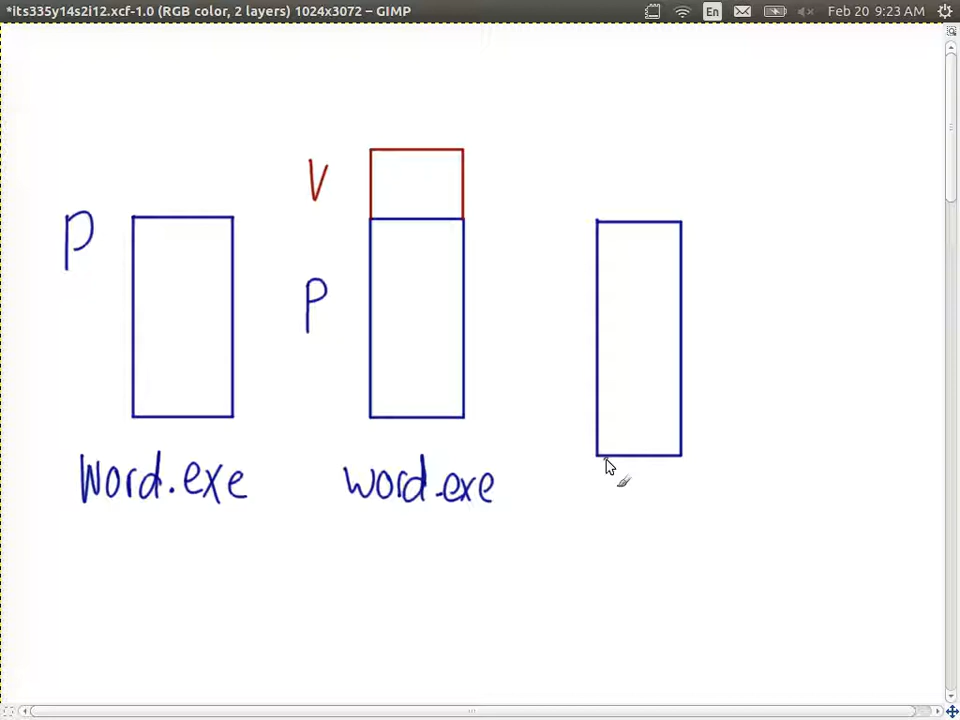 *its335y14s2i12.xcf-1.0 (RGB color, 2 layers) 1024x3072 – GIMP
En
Feb 20 9:23 AM
V
P
P
Word.exe
word.exe